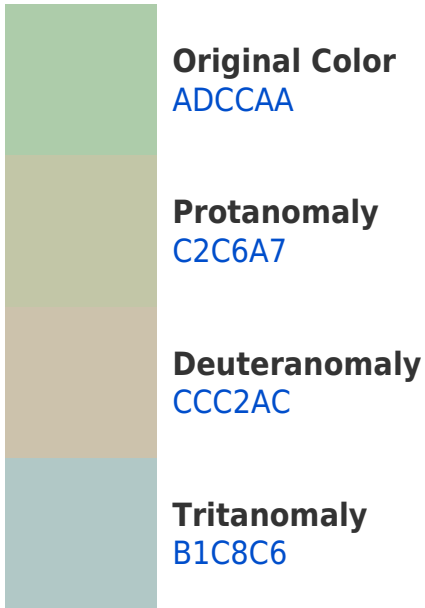 Original Color
ADCCAA
Protanomaly
C2C6A7
Deuteranomaly
CCC2AC
Tritanomaly
B1C8C6